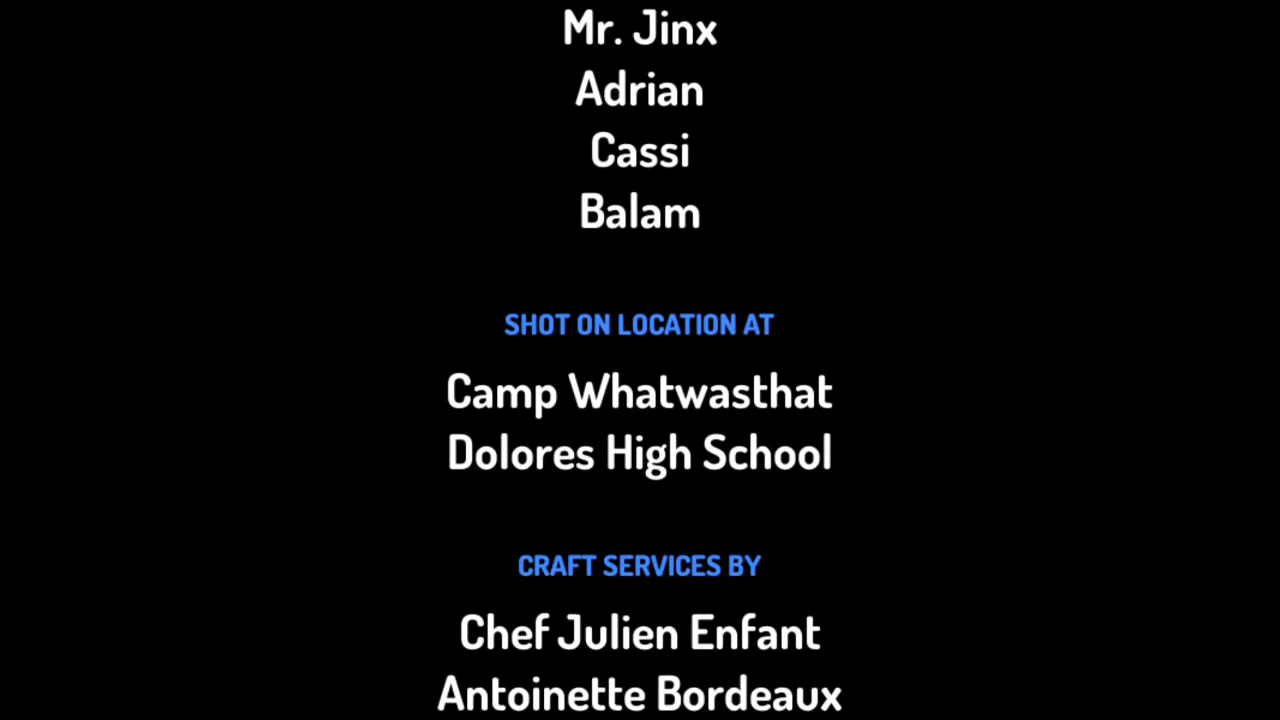 Mr. Jinx
Adrian
Cassi
Balam
SHOT ON LOCATION AT
Camp Whatwasthat
Dolores High School
CRAFT SERVICES BY
Chef Julien Enfant
Antoinette Bordeaux